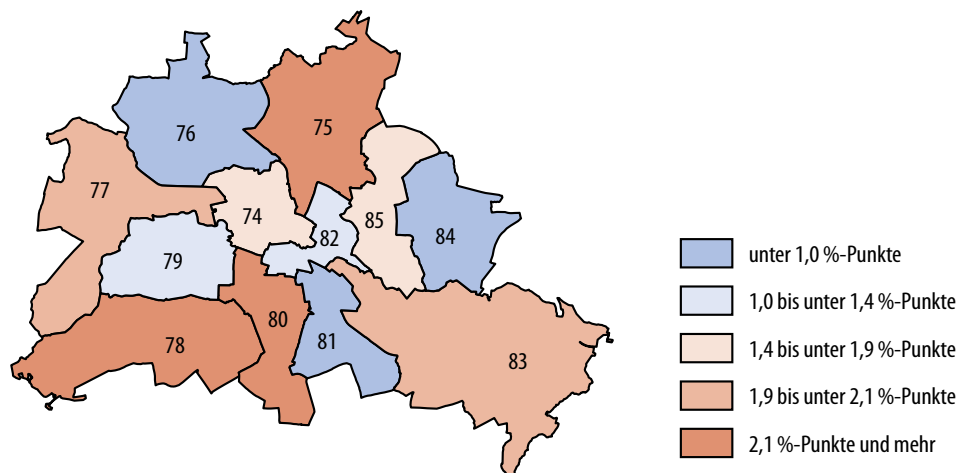 75
76
77
74
85
82
84
79
80
78
81
83
unter 1,0 %-Punkte
1,0 bis unter 1,4 %-Punkte
1,4 bis unter 1,9 %-Punkte
1,9 bis unter 2,1 %-Punkte
2,1 %-Punkte und mehr